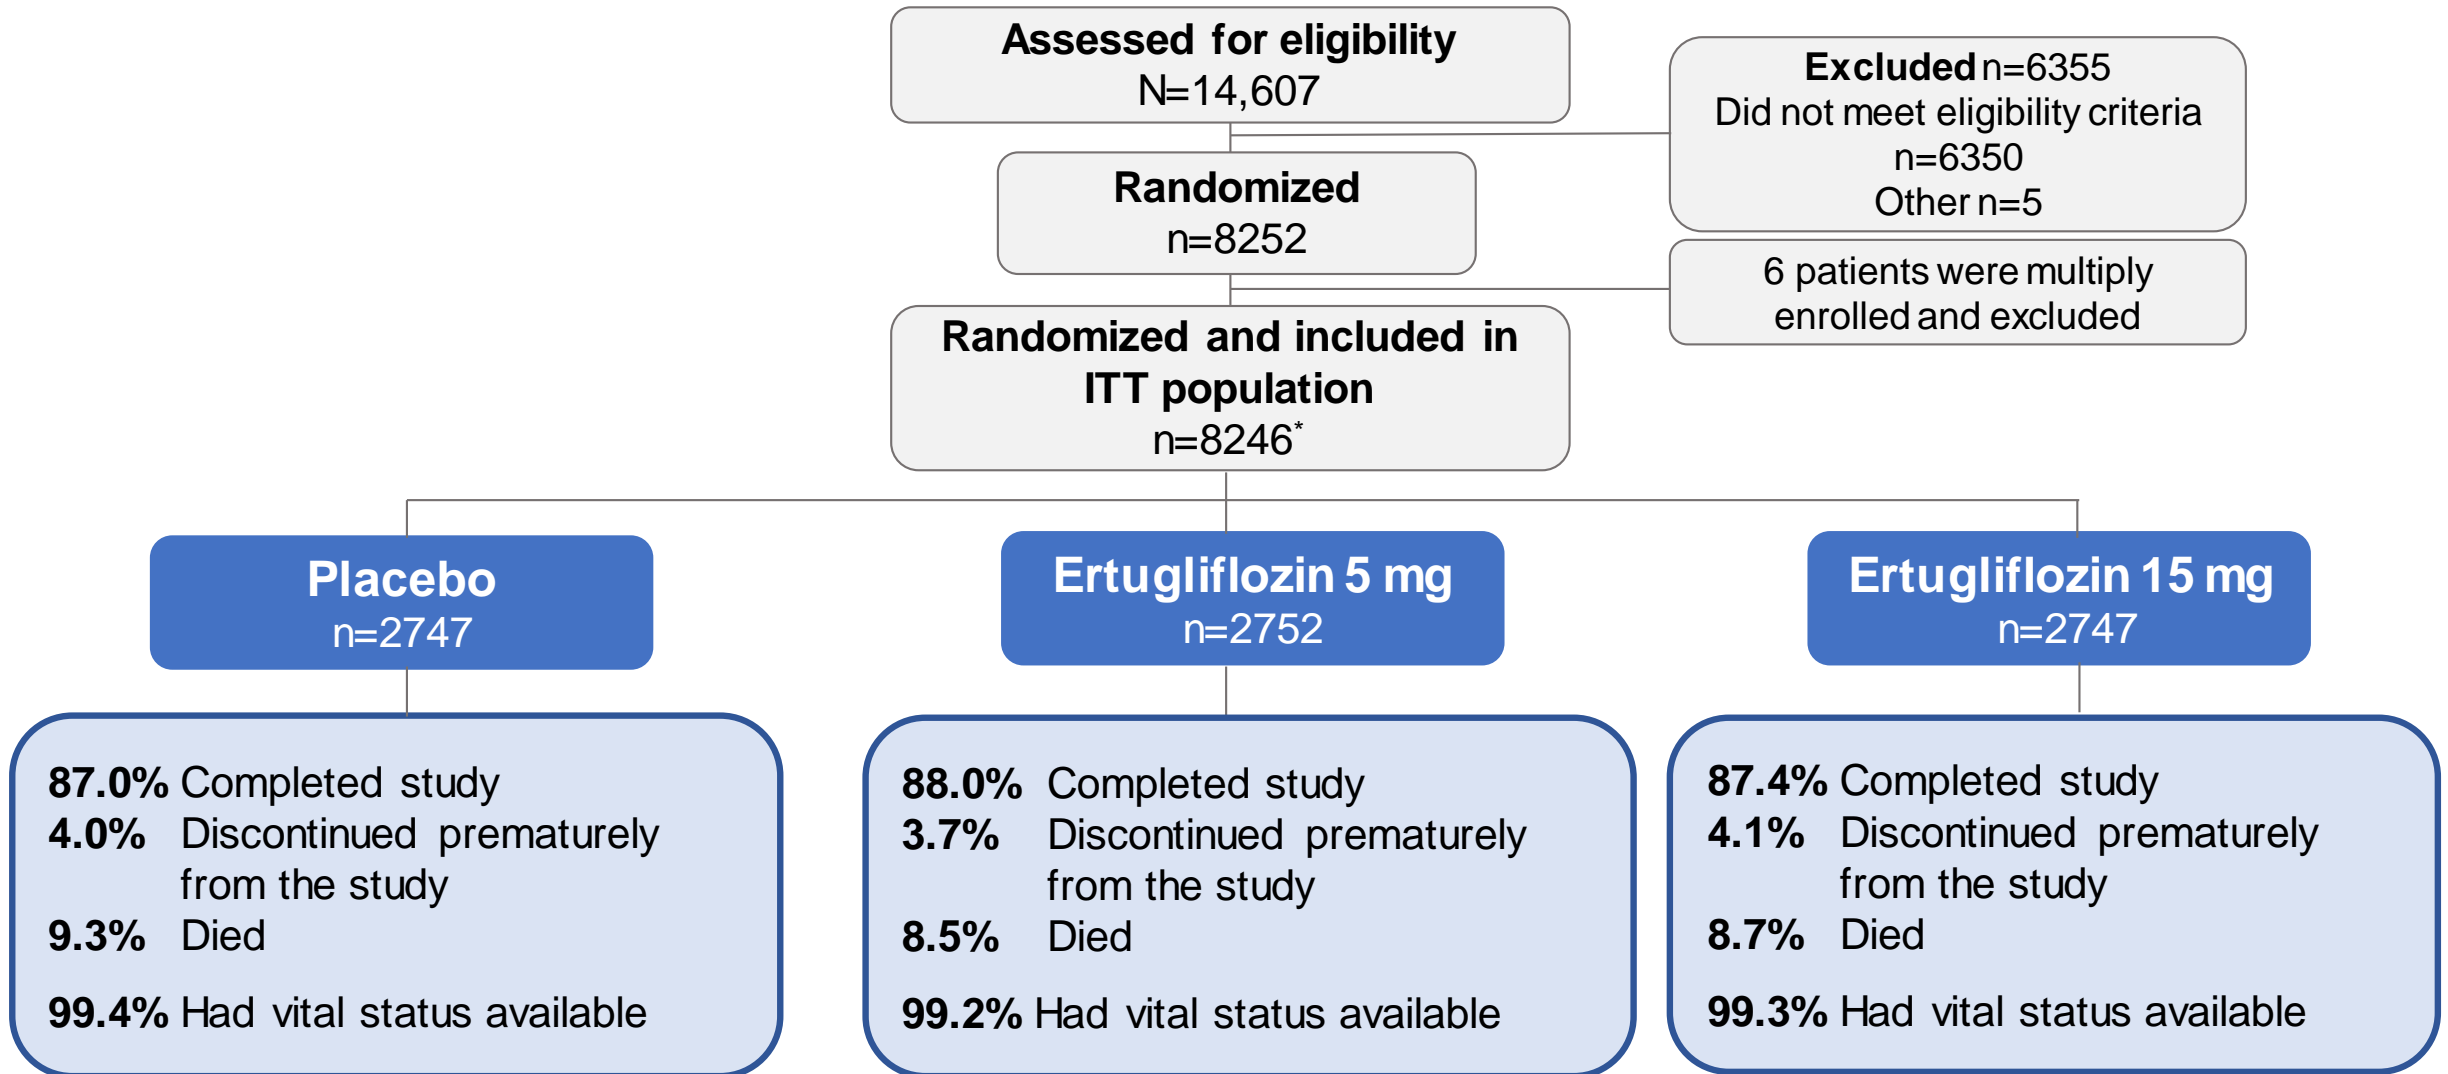 Assessed for eligibility
N=14,607
Excluded n=6355
Did not meet eligibility criteria
n=6350
Other n=5
Randomized
n=8252
6 patients were multiply
enrolled and excluded
Randomized and included in
ITT population
n=8246*
Placebo
n=2747
Ertugliflozin 5 mg
n=2752
Ertugliflozin 15 mg
n=2747
87.0% Completed study
4.0% Discontinued prematurely
from the study
9.3% Died
99.4% Had vital status available
88.0% Completed study
3.7% Discontinued prematurely
from the study
8.5% Died
99.2% Had vital status available
87.4% Completed study
4.1% Discontinued prematurely
from the study
8.7% Died
99.3% Had vital status available